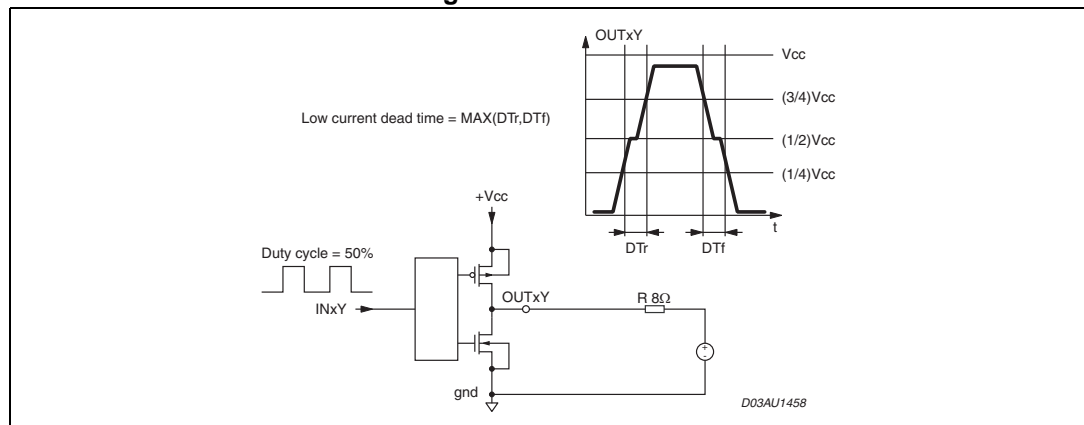 OUTxY
Vcc
(3/4)Vcc
Low current dead time = MAX(DTr,DTf)
(1/2)Vcc
(1/4)Vcc
+Vcc
t
DTr
DTf
Duty cycle = 50%
OUTxY
R 8Ω
INxY
+
-
gnd
D03AU1458